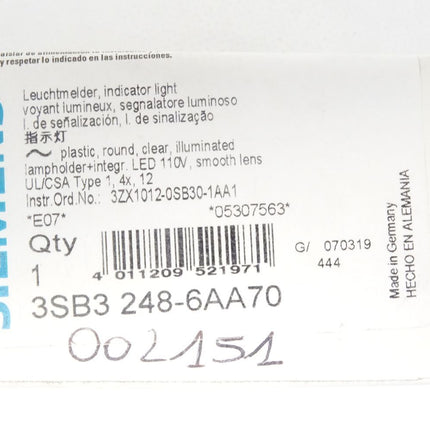 y respetar lo indicado en las instrucciones.
Leuchtmelder, indicator light
voyant lumineux, segnalatore luminoso
l. de señalización, l. de sinalização
指示灯
plastic, round, clear, illuminated
lampholder+integr. LED 110V, smooth lens
UL/CSA Type 1, 4x, 12
Instr.Ord.No.: 3ZX1012-0SB30-1AA1
*E07* *05307563*
Qty
1
4 011209 521971
G/ 070319
444
Made in Germany
HECHO EN ALEMANIA
3SB3 248-6AA70
002151
SIEMENS